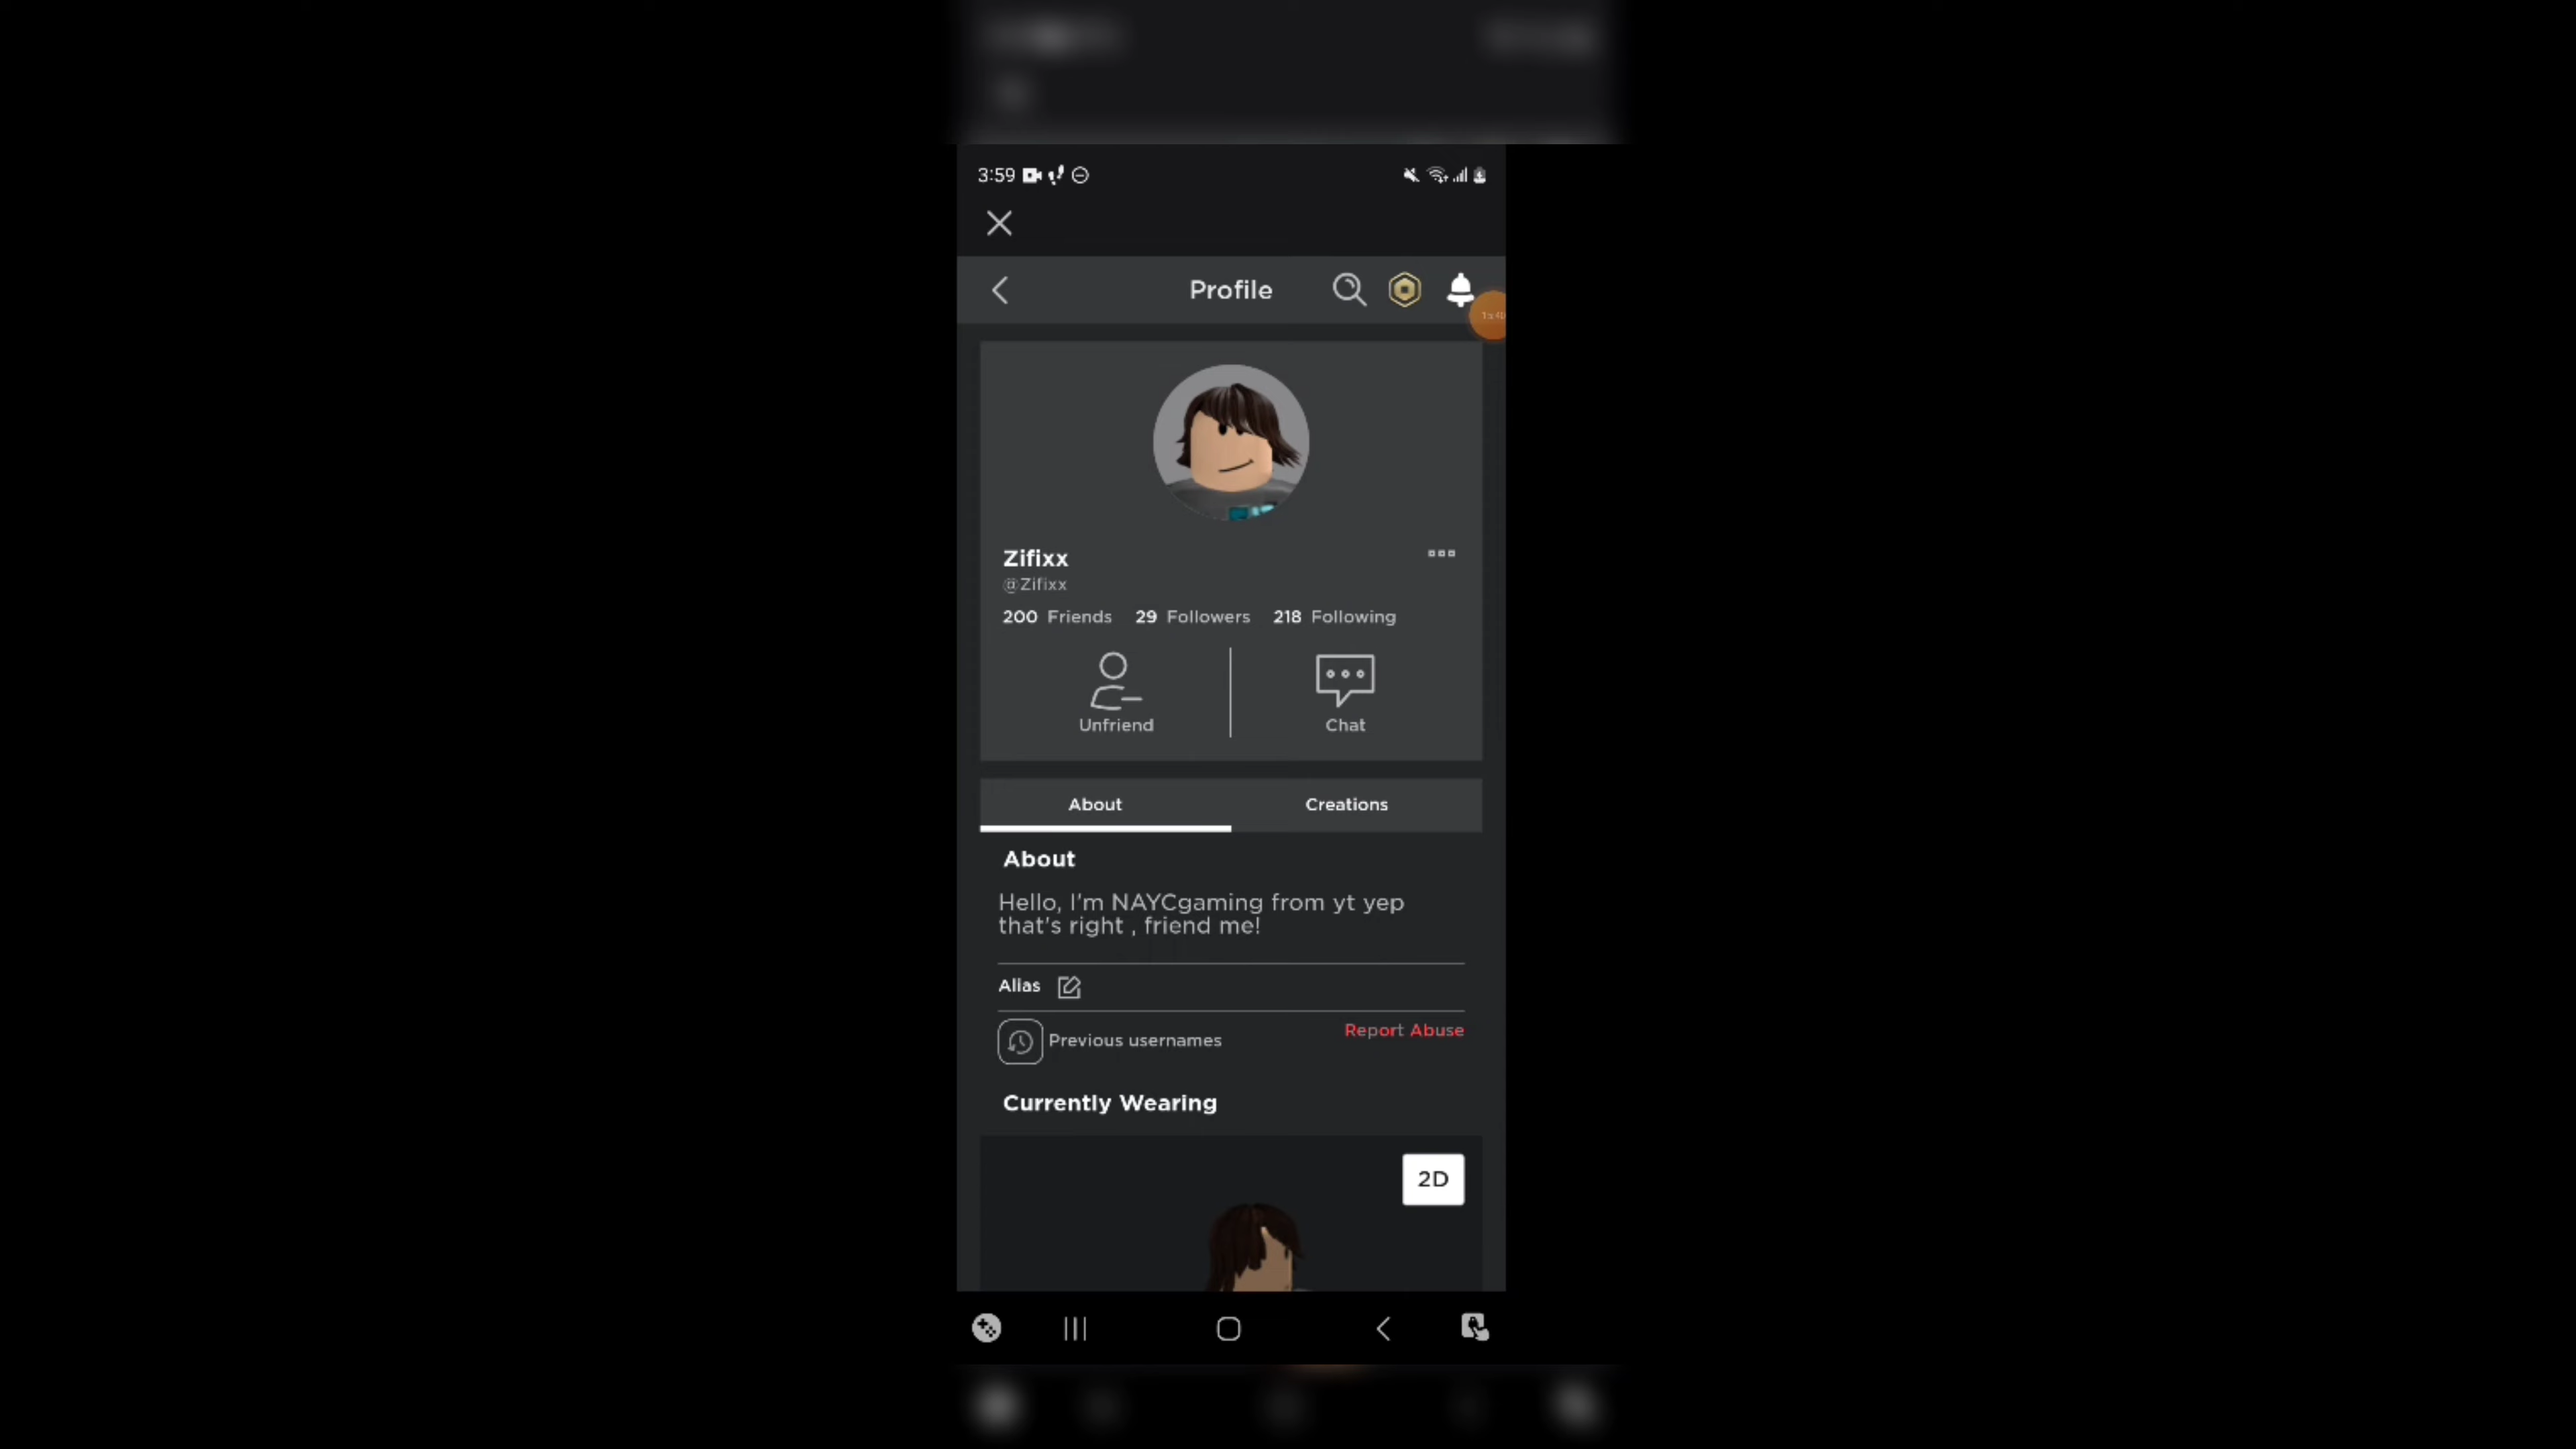 3:59
Profile
Zifixx
@Zifixx
200 Friends 29 Followers 218 Following
Unfriend
Chat
About
Creations
About
Hello, I'm NAYCgaming from yt yep
that's right , friend me!
Alias
Previous usernames
Report Abuse
Currently Wearing
2D